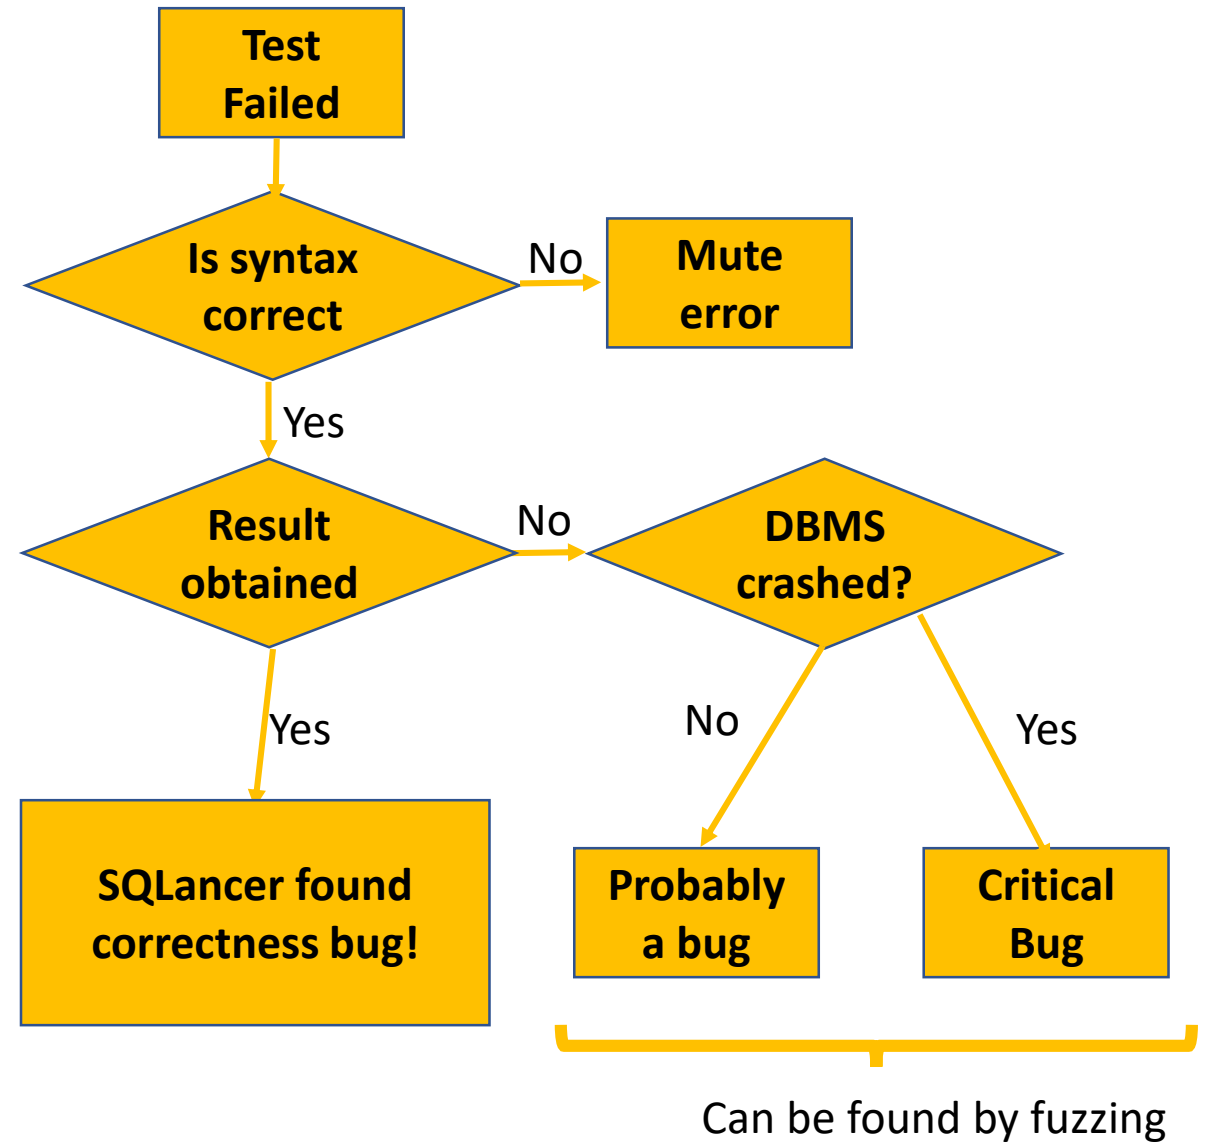 Test
Failed
Is syntax
correct
No
Mute
error
Yes
Result
obtained
No
DBMS
crashed?
Yes
No
Yes
SQLancer found
correctness bug!
Probably
a bug
Critical
Bug
Can be found by fuzzing